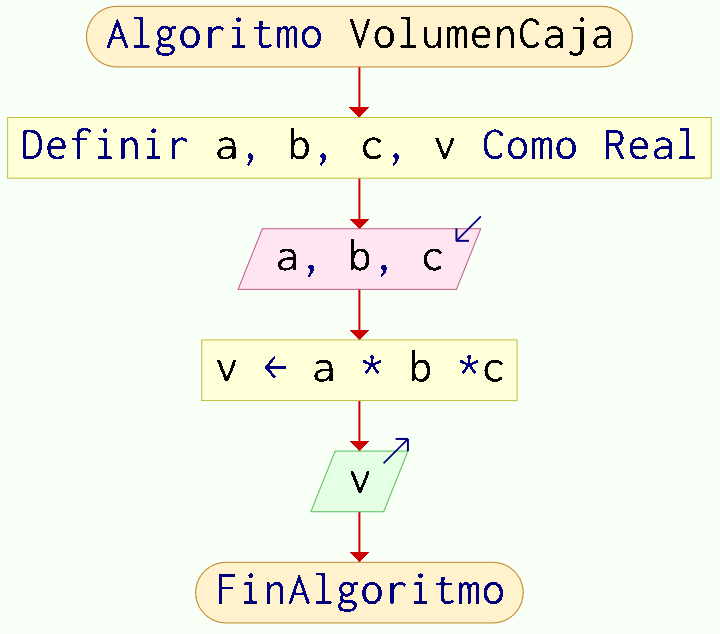 Algoritmo VolumenCaja
Definir a, b, c, v Como Real
a, b, c
v ← a * b *c
v
FinAlgoritmo